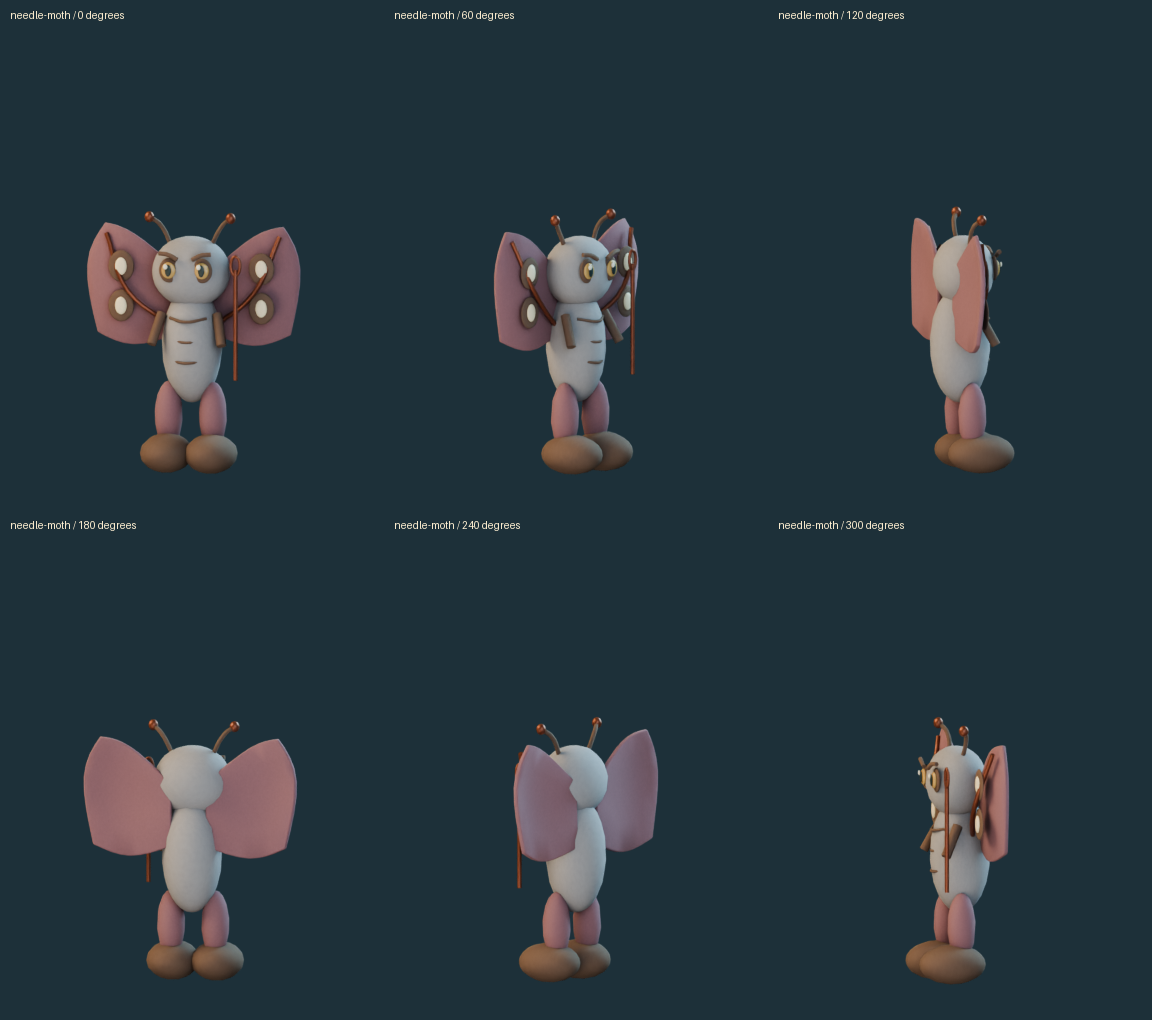 needle-moth / 0 degrees
needle-moth / 60 degrees
needle-moth / 120 degrees
needle-moth / 180 degrees
needle-moth / 240 degrees
needle-moth / 300 degrees